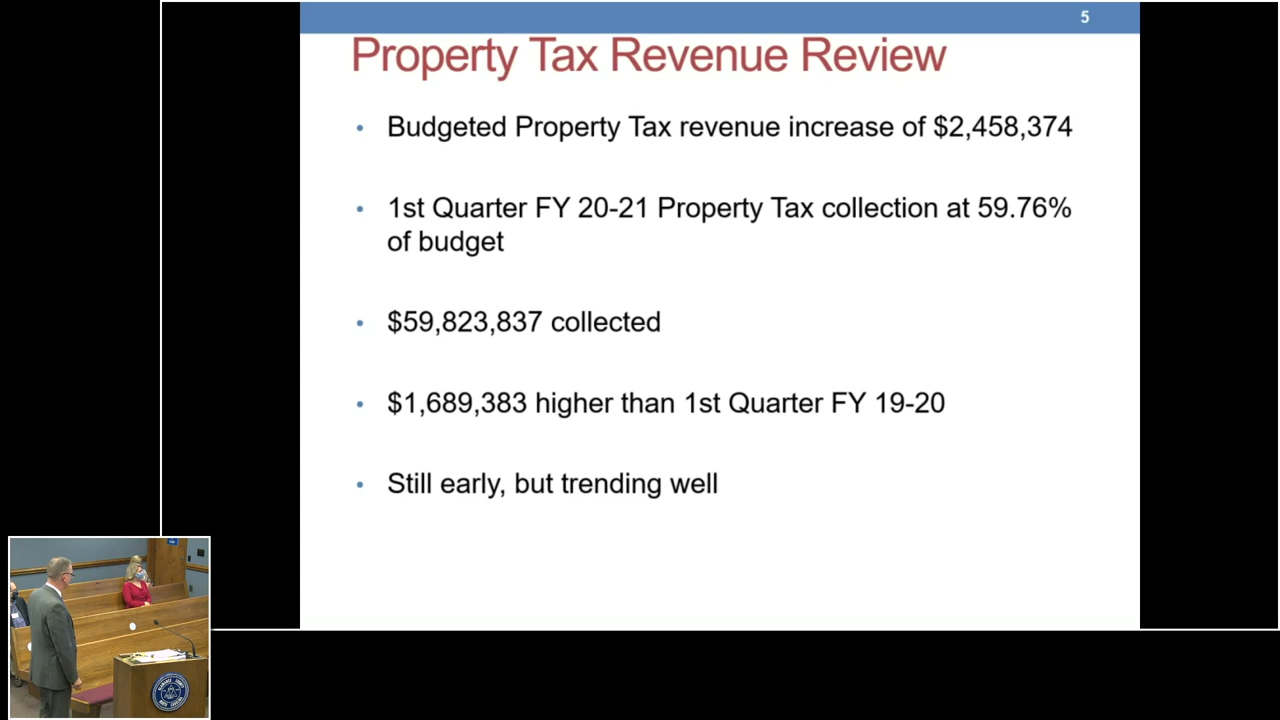 5
Property Tax Revenue Review
• Budgeted Property Tax revenue increase of $2,458,374
• 1st Quarter FY 20-21 Property Tax collection at 59.76%
of budget
• $59,823,837 collected
• $1,689,383 higher than 1st Quarter FY 19-20
• Still early, but trending well